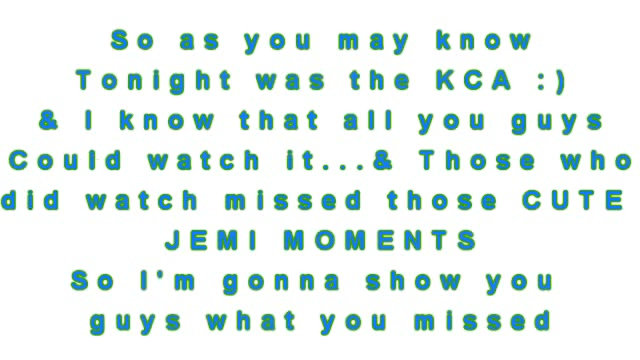 So as you may know
Tonight was the KCA :)
& I know that all you guys
Could watch it...& Those who
did watch missed those CUTE
JEMI MOMENTS
So I'm gonna show you
guys what you missed